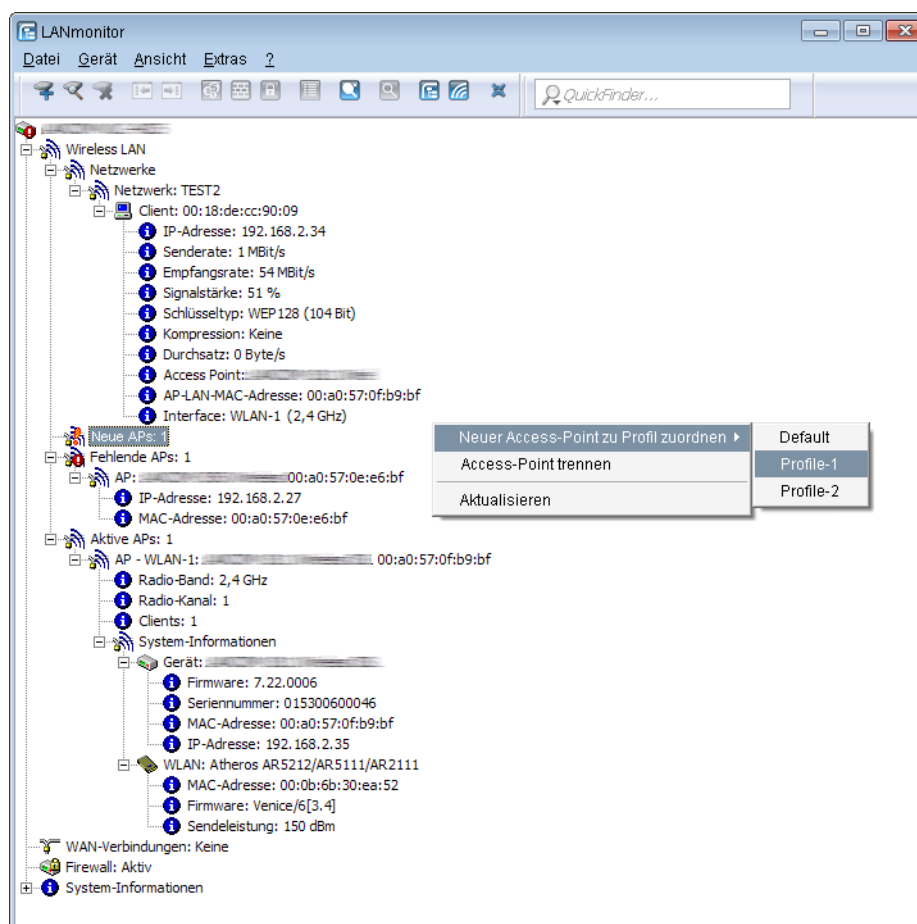 LANmonitor
Datei Gerät Ansicht Extras ?
QuickFinder...
Wireless LAN
Netzwerke
Netzwerk: TEST2
Client: 00:18:de:cc:90:09
IP-Adresse: 192.168.2.34
Senderate: 1 MBit/s
Empfangsrate: 54 MBit/s
Signalstärke: 51 %
Schlüsseltyp: WEP128 (104 Bit)
Kompression: Keine
Durchsatz: 0 Byte/s
Access Point:
AP-LAN-MAC-Adresse: 00:a0:57:0f:b9:bf
Interface: WLAN-1 (2,4 GHz)
Neue APs: 1
Neuer Access-Point zu Profil zuordnen
Default
Access-Point trennen
Profile-1
Aktualisieren
Profile-2
Fehlende APs: 1
AP: 00:a0:57:0e:e6:bf
IP-Adresse: 192.168.2.27
MAC-Adresse: 00:a0:57:0e:e6:bf
Aktive APs: 1
AP - WLAN-1: 00:a0:57:0f:b9:bf
Radio-Band: 2,4 GHz
Radio-Kanal: 1
Clients: 1
System-Informationen
Gerät:
Firmware: 7.22.0006
Seriennummer: 015300600046
MAC-Adresse: 00:a0:57:0f:b9:bf
IP-Adresse: 192.168.2.35
WLAN: Atheros AR5212/AR5111/AR2111
MAC-Adresse: 00:0b:6b:30:ea:52
Firmware: Venice/6[3.4]
Sendeleistung: 150 dBm
WAN-Verbindungen: Keine
Firewall: Aktiv
System-Informationen